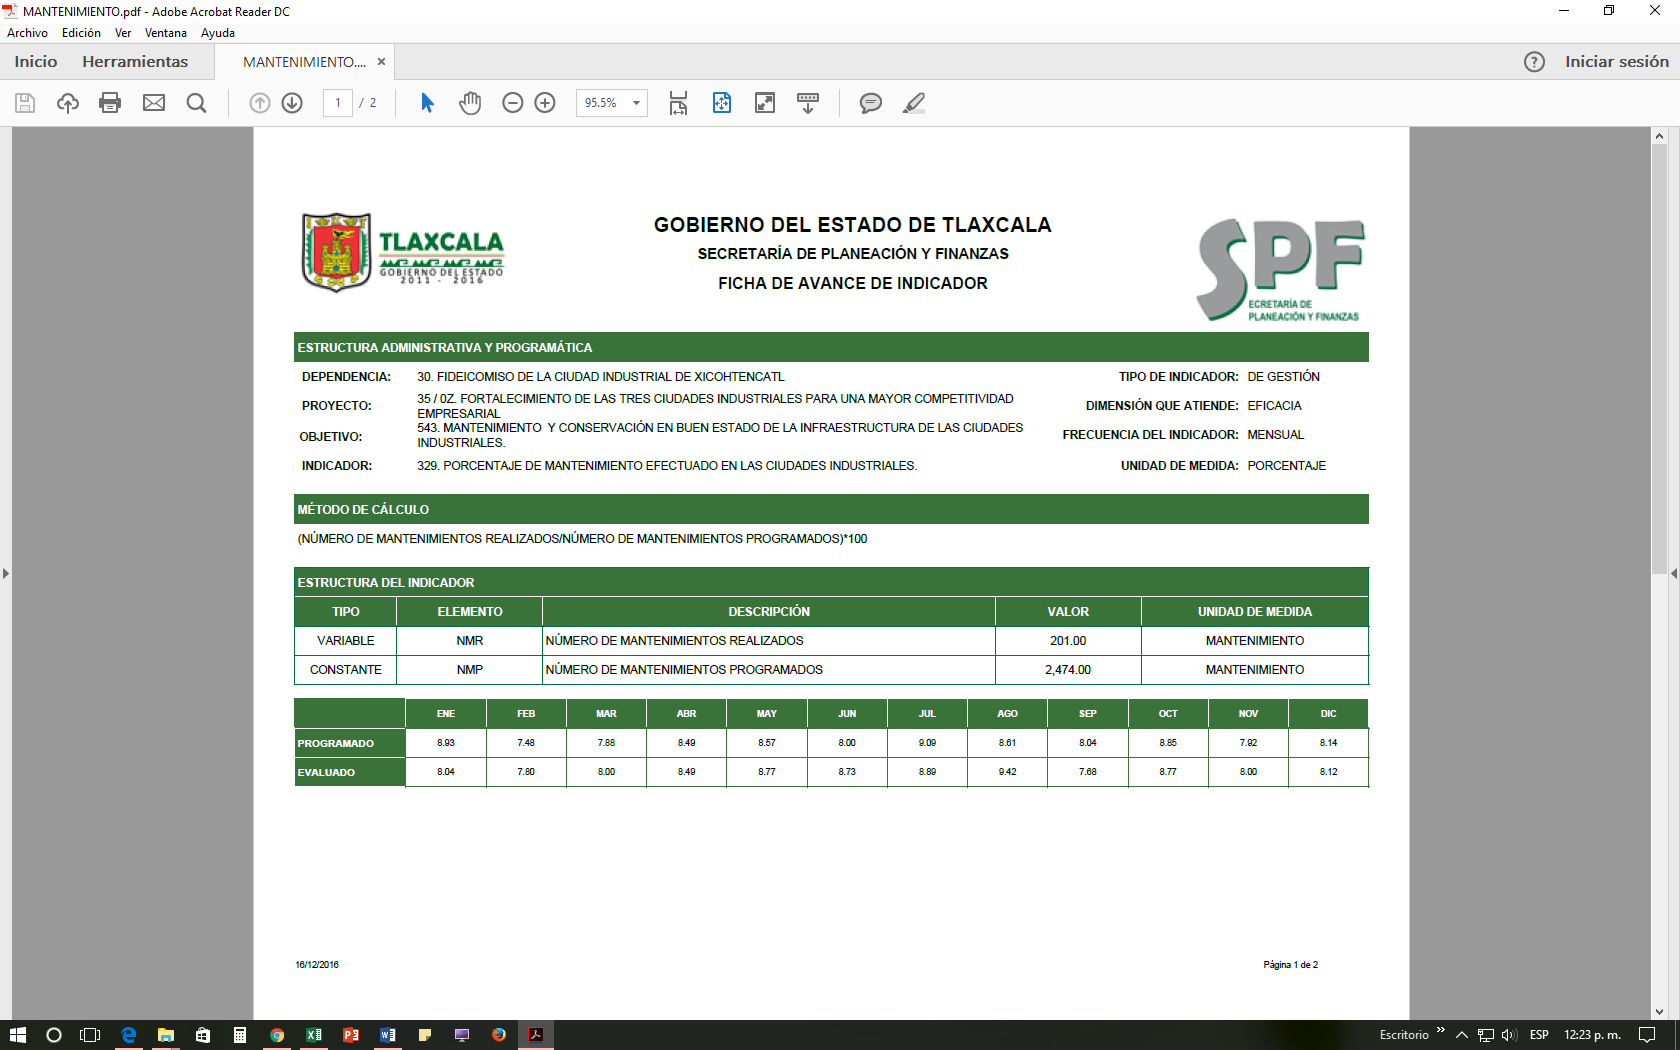 MANTENIMIENTO.pdf - Adobe Acrobat Reader DC
Archivo Edición Ver Ventana Ayuda
Inicio Herramientas MANTENIMIENTO.... × ? Iniciar sesión
1 / 2 95.5%
TLAXCALA
GOBIERNO DEL ESTADO
2011 - 2016
GOBIERNO DEL ESTADO DE TLAXCALA
SECRETARÍA DE PLANEACIÓN Y FINANZAS
FICHA DE AVANCE DE INDICADOR
SPF
ECRETARÍA DE
PLANEACIÓN Y FINANZAS
ESTRUCTURA ADMINISTRATIVA Y PROGRAMÁTICA
DEPENDENCIA: 30. FIDEICOMISO DE LA CIUDAD INDUSTRIAL DE XICOHTENCATL TIPO DE INDICADOR: DE GESTIÓN
PROYECTO: 35 / 0Z. FORTALECIMIENTO DE LAS TRES CIUDADES INDUSTRIALES PARA UNA MAYOR COMPETITIVIDAD
EMPRESARIAL DIMENSIÓN QUE ATIENDE: EFICACIA
OBJETIVO: 543. MANTENIMIENTO Y CONSERVACIÓN EN BUEN ESTADO DE LA INFRAESTRUCTURA DE LAS CIUDADES
INDUSTRIALES. FRECUENCIA DEL INDICADOR: MENSUAL
INDICADOR: 329. PORCENTAJE DE MANTENIMIENTO EFECTUADO EN LAS CIUDADES INDUSTRIALES. UNIDAD DE MEDIDA: PORCENTAJE
MÉTODO DE CÁLCULO
(NÚMERO DE MANTENIMIENTOS REALIZADOS/NÚMERO DE MANTENIMIENTOS PROGRAMADOS)*100
ESTRUCTURA DEL INDICADOR
TIPO ELEMENTO DESCRIPCIÓN VALOR UNIDAD DE MEDIDA
VARIABLE NMR NÚMERO DE MANTENIMIENTOS REALIZADOS 201.00 MANTENIMIENTO
CONSTANTE NMP NÚMERO DE MANTENIMIENTOS PROGRAMADOS 2,474.00 MANTENIMIENTO
ENE FEB MAR ABR MAY JUN JUL AGO SEP OCT NOV DIC
PROGRAMADO 8.93 7.48 7.88 8.49 8.57 8.00 9.09 8.61 8.04 8.85 7.92 8.14
EVALUADO 8.04 7.80 8.00 8.49 8.77 8.73 8.89 9.42 7.68 8.77 8.00 8.12
16/12/2016 Página 1 de 2
Escritorio » ESP 12:23 p. m.